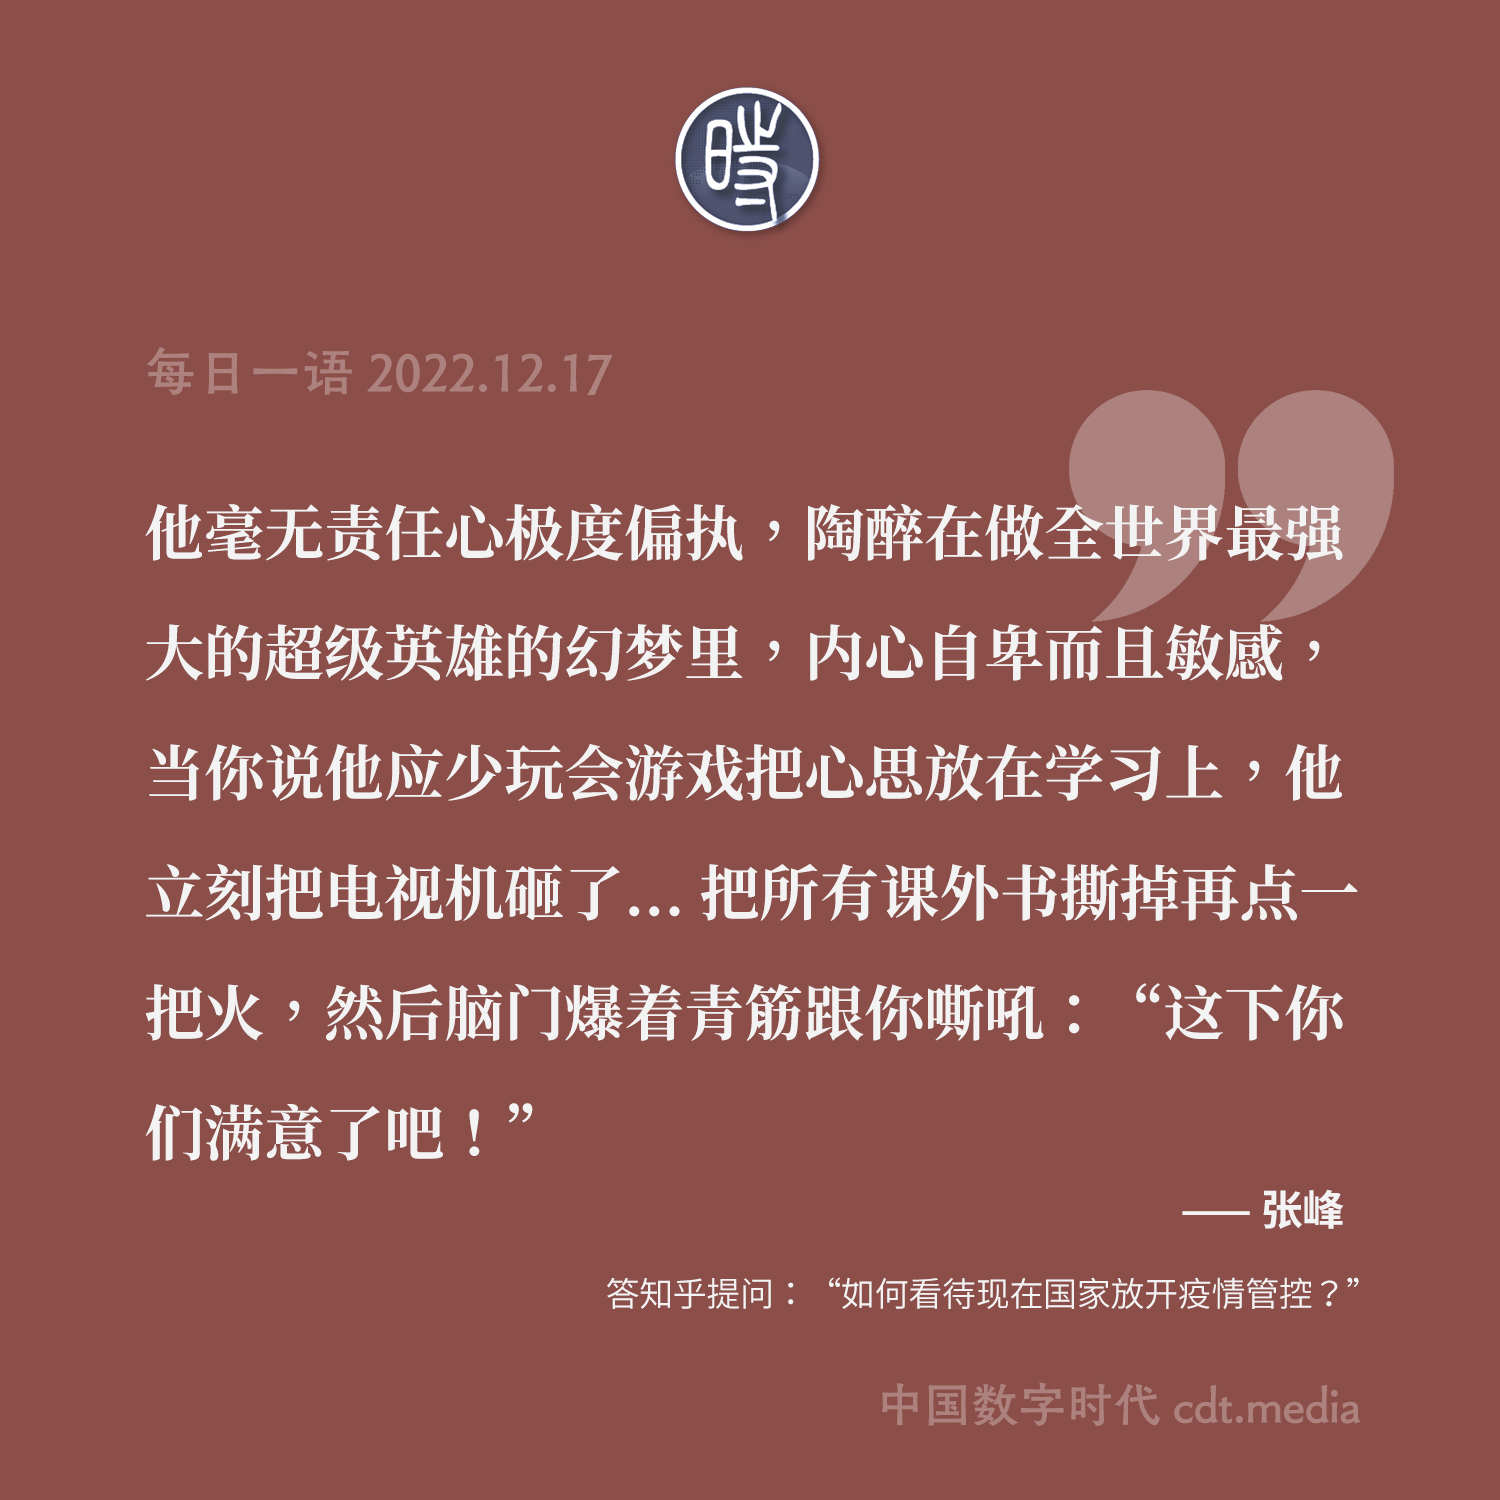 時
每日一语 2022.12.17
他毫无责任心极度偏执，陶醉在做全世界最强
大的超级英雄的幻梦里，内心自卑而且敏感，
当你说他应少玩会游戏把心思放在学习上，他
立刻把电视机砸了... 把所有课外书撕掉再点一
把火，然后脑门爆着青筋跟你嘶吼：“这下你
们满意了吧！”
—— 张峰
答知乎提问：“如何看待现在国家放开疫情管控？”
中国数字时代 cdt.media